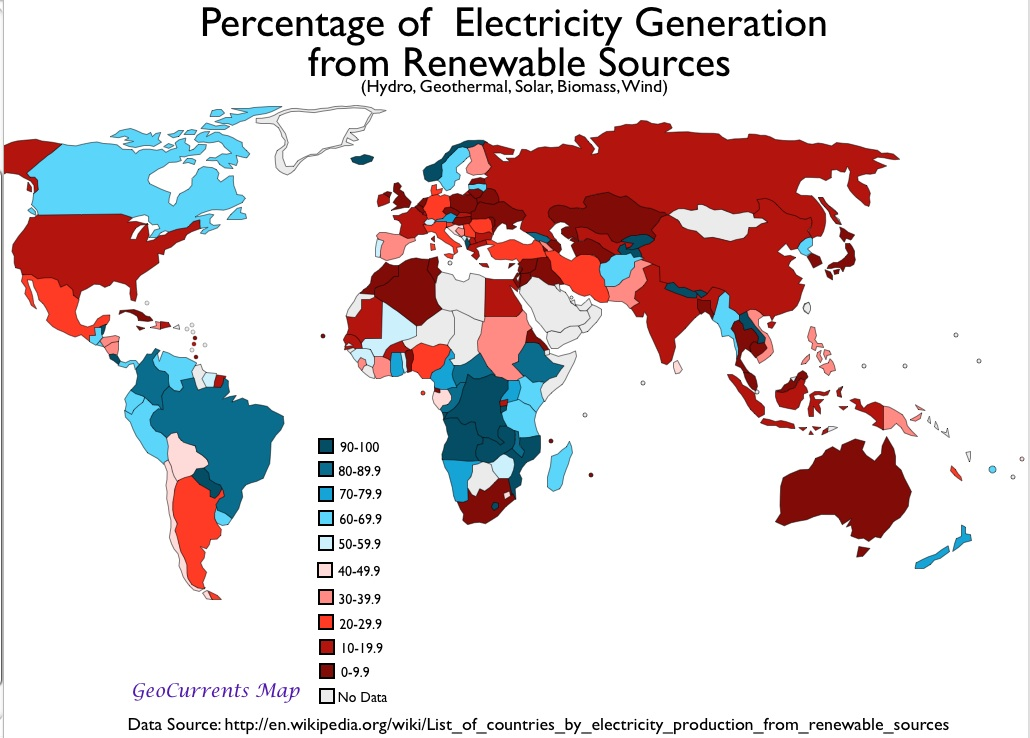 Percentage of Electricity Generation
from Renewable Sources
(Hydro, Geothermal, Solar, Biomass, Wind)
90-100
80-89.9
70-79.9
60-69.9
50-59.9
40-49.9
30-39.9
20-29.9
10-19.9
0-9.9
No Data
GeoCurrents Map
Data Source: http://en.wikipedia.org/wiki/List_of_countries_by_electricity_production_from_renewable_sources